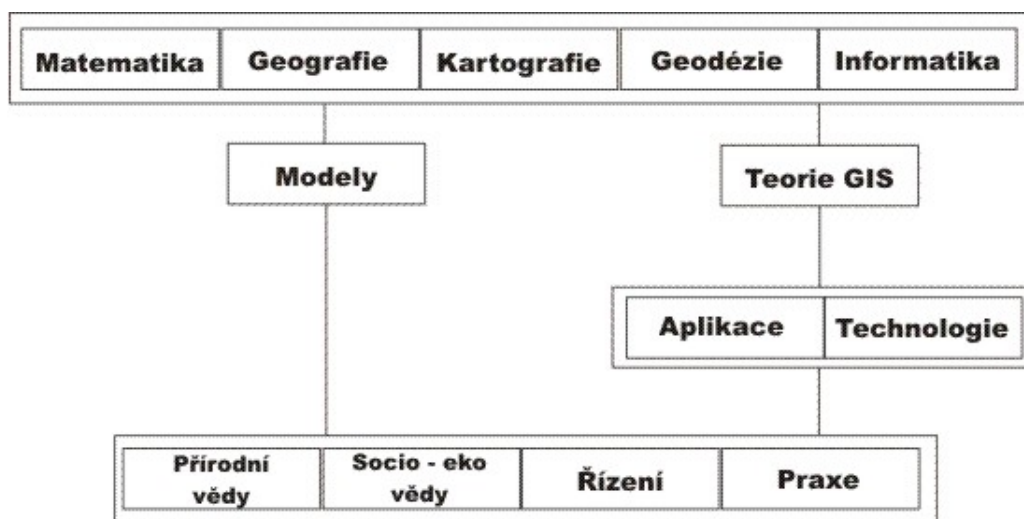 Matematika
Geografie
Kartografie
Geodézie
Informatika
Modely
Teorie GIS
Aplikace
Technologie
Přírodní
vědy
Socio - eko
vědy
Řízení
Praxe